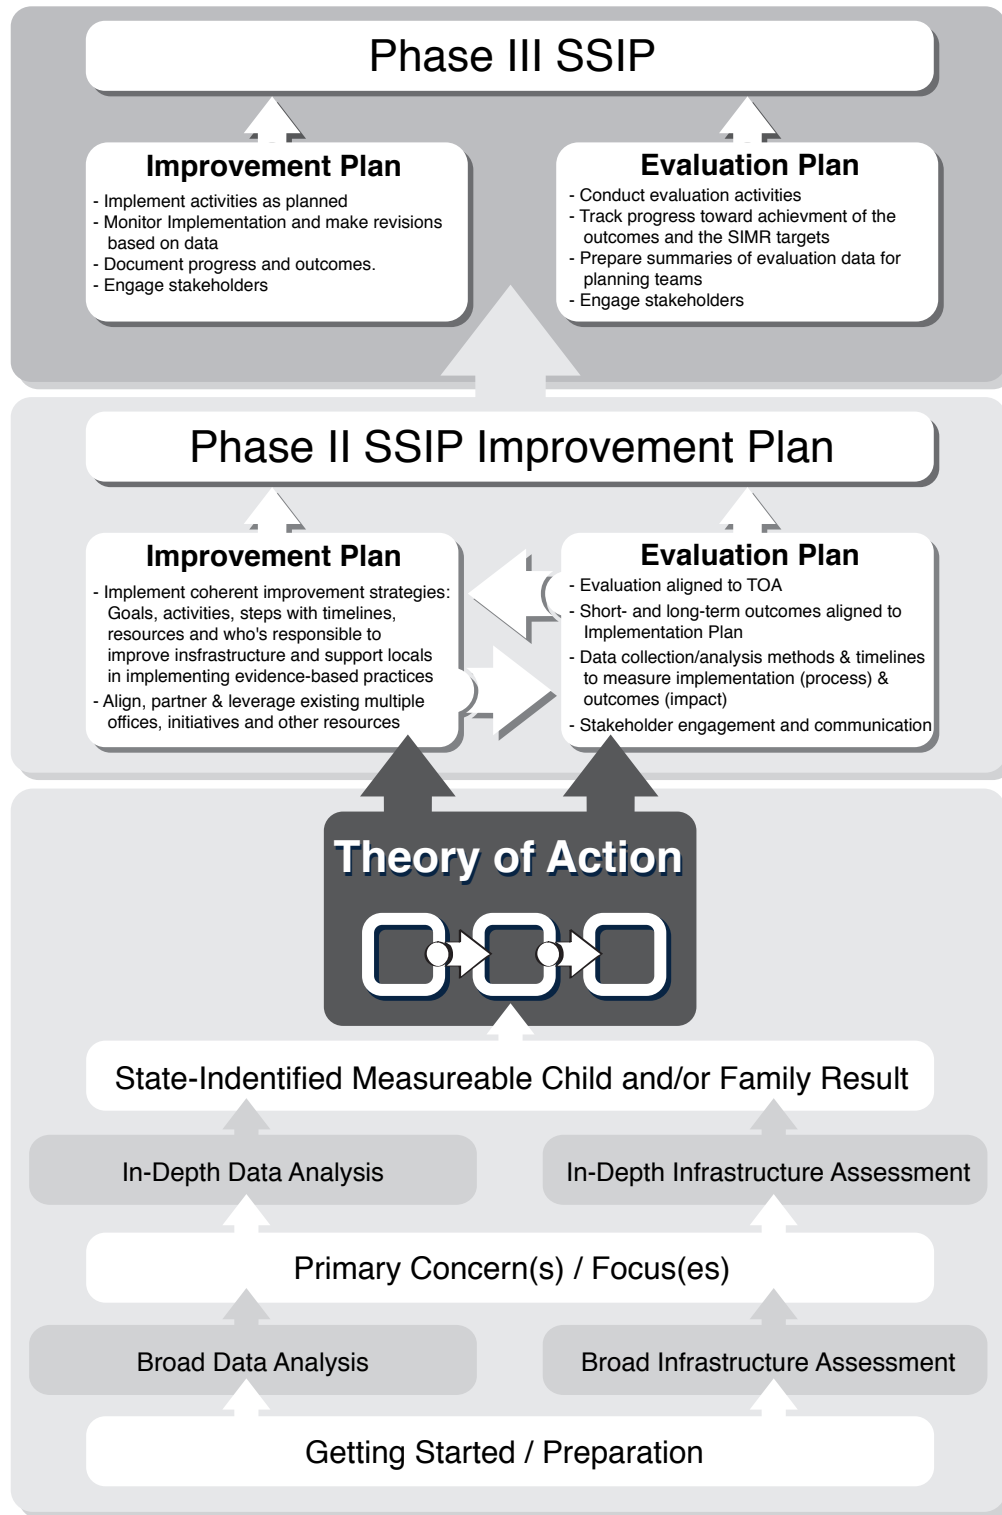 Phase III SSIP
Improvement Plan
- Implement activities as planned
- Monitor Implementation and make revisions
based on data
- Document progress and outcomes.
- Engage stakeholders
Evaluation Plan
- Conduct evaluation activities
- Track progress toward achievment of the
outcomes and the SIMR targets
- Prepare summaries of evaluation data for
planning teams
- Engage stakeholders
Phase II SSIP Improvement Plan
Improvement Plan
- Implement coherent improvement strategies:
Goals, activities, steps with timelines,
resources and who's responsible to
improve insfrastructure and support locals
in implementing evidence-based practices
- Align, partner & leverage existing multiple
offices, initiatives and other resources
Evaluation Plan
- Evaluation aligned to TOA
- Short- and long-term outcomes aligned to
Implementation Plan
- Data collection/analysis methods & timelines
to measure implementation (process) &
outcomes (impact)
- Stakeholder engagement and communication
Theory of Action
State-Indentified Measureable Child and/or Family Result
In-Depth Data Analysis
In-Depth Infrastructure Assessment
Primary Concern(s) / Focus(es)
Broad Data Analysis
Broad Infrastructure Assessment
Getting Started / Preparation